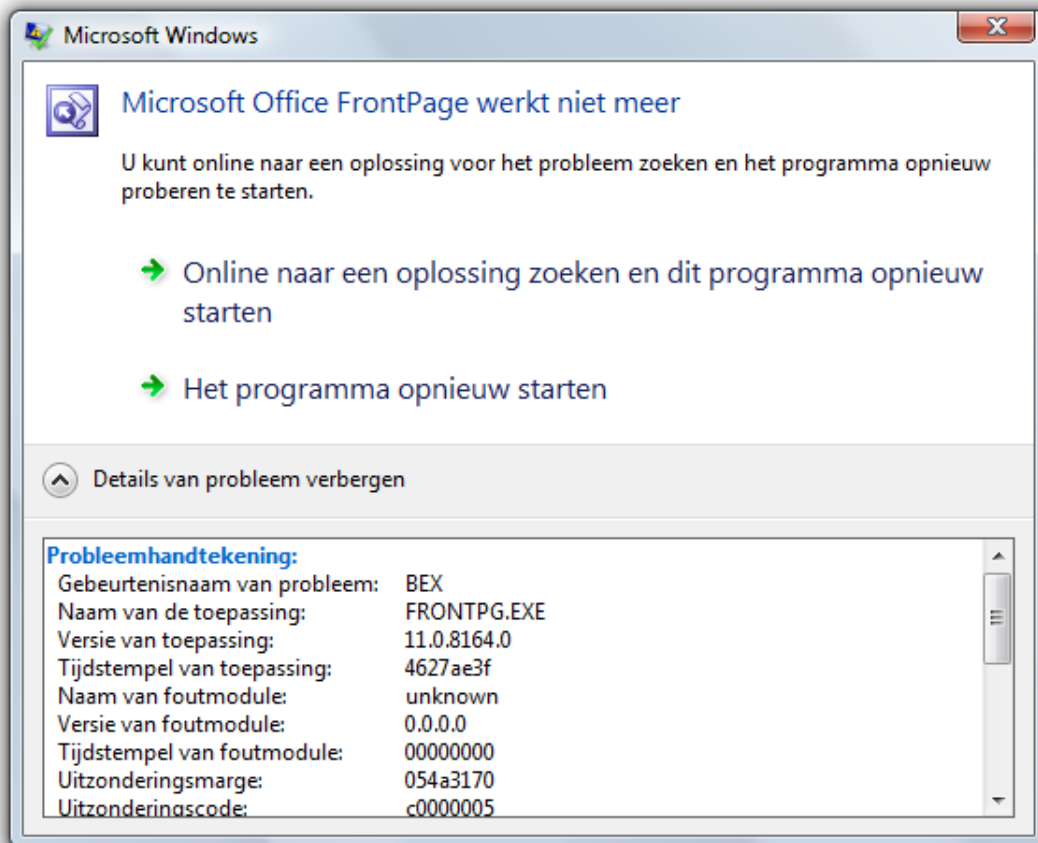 Microsoft Windows
Microsoft Office FrontPage werkt niet meer
U kunt online naar een oplossing voor het probleem zoeken en het programma opnieuw
proberen te starten.
Online naar een oplossing zoeken en dit programma opnieuw
starten
Het programma opnieuw starten
Details van probleem verbergen
Probleemhandtekening:
Gebeurtenisnaam van probleem: BEX
Naam van de toepassing: FRONTPG.EXE
Versie van toepassing: 11.0.8164.0
Tijdstempel van toepassing: 4627ae3f
Naam van foutmodule: unknown
Versie van foutmodule: 0.0.0.0
Tijdstempel van foutmodule: 00000000
Uitzonderingsmarge: 054a3170
Uitzonderingscode: c0000005